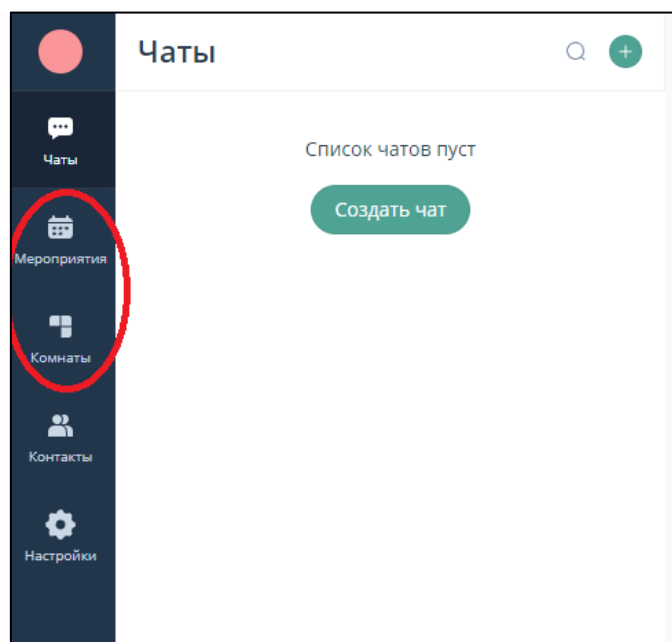 Чаты
Чаты
Список чатов пуст
Создать чат
Мероприятия
Комнаты
Контакты
Настройки